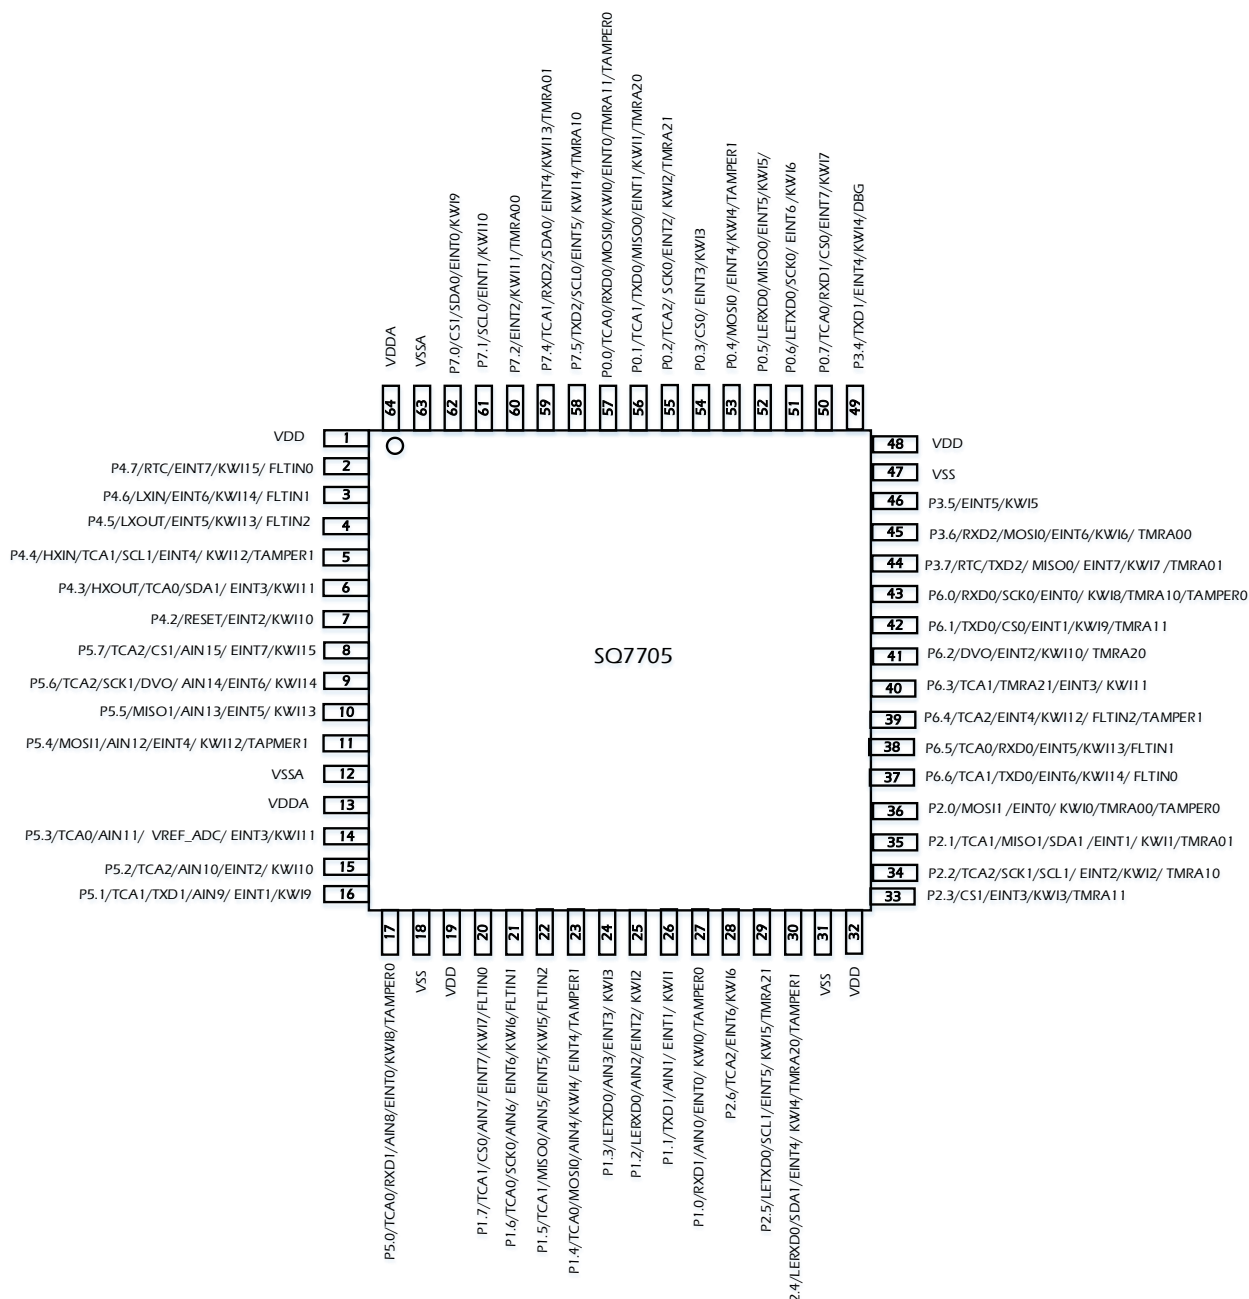 P7.0/CS1/SDA0/EINT0/KWI9
P7.1/SCL0/EINT1/KWI10
P7.2/EINT2/KWI11/TMRA00
P7.4/TCA1/RXD2/SDA0/ EINT4/KWI13/TMRA01
P7.5/TXD2/SCL0/EINT5/ KWI14/TMRA10
P0.0/TCA0/RXD0/MOSI0/KWI0/EINT0/TMRA11/TAMPER0
P0.1/TCA1/TXD0/MISO0/EINT1/KWI1/TMRA20
P0.2/TCA2/ SCK0/EINT2/ KWI2/TMRA21
P0.3/CS0/ EINT3/KWI3
P0.4/MOSI0 /EINT4/KWI4/TAMPER1
P0.5/LERXD0/MISO0/EINT5/KWI5/
P0.6/LETXD0/SCK0/ EINT6 /KWI6
P0.7/TCA0/RXD1/CS0/EINT7/KWI7
P3.4/TXD1/EINT4/KWI4/DBG
VDDA
VSSA
64
63
62
61
60
59
58
57
56
55
54
53
52
51
50
49
VDD 1
P4.7/RTC/EINT7/KWI15/ FLTIN0 2
P4.6/LXIN/EINT6/KWI14/ FLTIN1 3
P4.5/LXOUT/EINT5/KWI13/ FLTIN2 4
P4.4/HXIN/TCA1/SCL1/EINT4/ KWI12/TAMPER1 5
P4.3/HXOUT/TCA0/SDA1/ EINT3/KWI11 6
P4.2/RESET/EINT2/KWI10 7
P5.7/TCA2/CS1/AIN15/ EINT7/KWI15 8
P5.6/TCA2/SCK1/DVO/ AIN14/EINT6/ KWI14 9
P5.5/MISO1/AIN13/EINT5/ KWI13 10
P5.4/MOSI1/AIN12/EINT4/ KWI12/TAPMER1 11
VSSA 12
VDDA 13
P5.3/TCA0/AIN11/ VREF_ADC/ EINT3/KWI11 14
P5.2/TCA2/AIN10/EINT2/ KWI10 15
P5.1/TCA1/TXD1/AIN9/ EINT1/KWI9 16
SQ7705
48 VDD
47 VSS
46 P3.5/EINT5/KWI5
45 P3.6/RXD2/MOSI0/EINT6/KWI6/ TMRA00
44 P3.7/RTC/TXD2/ MISO0/ EINT7/KWI7 /TMRA01
43 P6.0/RXD0/SCK0/EINT0/ KWI8/TMRA10/TAMPER0
42 P6.1/TXD0/CS0/EINT1/KWI9/TMRA11
41 P6.2/DVO/EINT2/KWI10/ TMRA20
40 P6.3/TCA1/TMRA21/EINT3/ KWI11
39 P6.4/TCA2/EINT4/KWI12/ FLTIN2/TAMPER1
38 P6.5/TCA0/RXD0/EINT5/KWI13/FLTIN1
37 P6.6/TCA1/TXD0/EINT6/KWI14/ FLTIN0
36 P2.0/MOSI1 /EINT0/ KWI0/TMRA00/TAMPER0
35 P2.1/TCA1/MISO1/SDA1 /EINT1/ KWI1/TMRA01
34 P2.2/TCA2/SCK1/SCL1/ EINT2/KWI2/ TMRA10
33 P2.3/CS1/EINT3/KWI3/TMRA11
17
18
19
20
21
22
23
24
25
26
27
28
29
30
31
32
P5.0/TCA0/RXD1/AIN8/EINT0/KWI8/TAMPER0
VSS
VDD
P1.7/TCA1/CS0/AIN7/EINT7/KWI7/FLTIN0
P1.6/TCA0/SCK0/AIN6/ EINT6/KWI6/FLTIN1
P1.5/TCA1/MISO0/AIN5/EINT5/KWI5/FLTIN2
P1.4/TCA0/MOSI0/AIN4/KWI4/ EINT4/TAMPER1
P1.3/LETXD0/AIN3/EINT3/ KWI3
P1.2/LERXD0/AIN2/EINT2/ KWI2
P1.1/TXD1/AIN1/ EINT1/ KWI1
P1.0/RXD1/AIN0/EINT0/ KWI0/TAMPER0
P2.6/TCA2/EINT6/KWI6
P2.5/LETXD0/SCL1/EINT5/ KWI5/TMRA21
2.4/LERXD0/SDA1/EINT4/ KWI4/TMRA20/TAMPER1
VSS
VDD